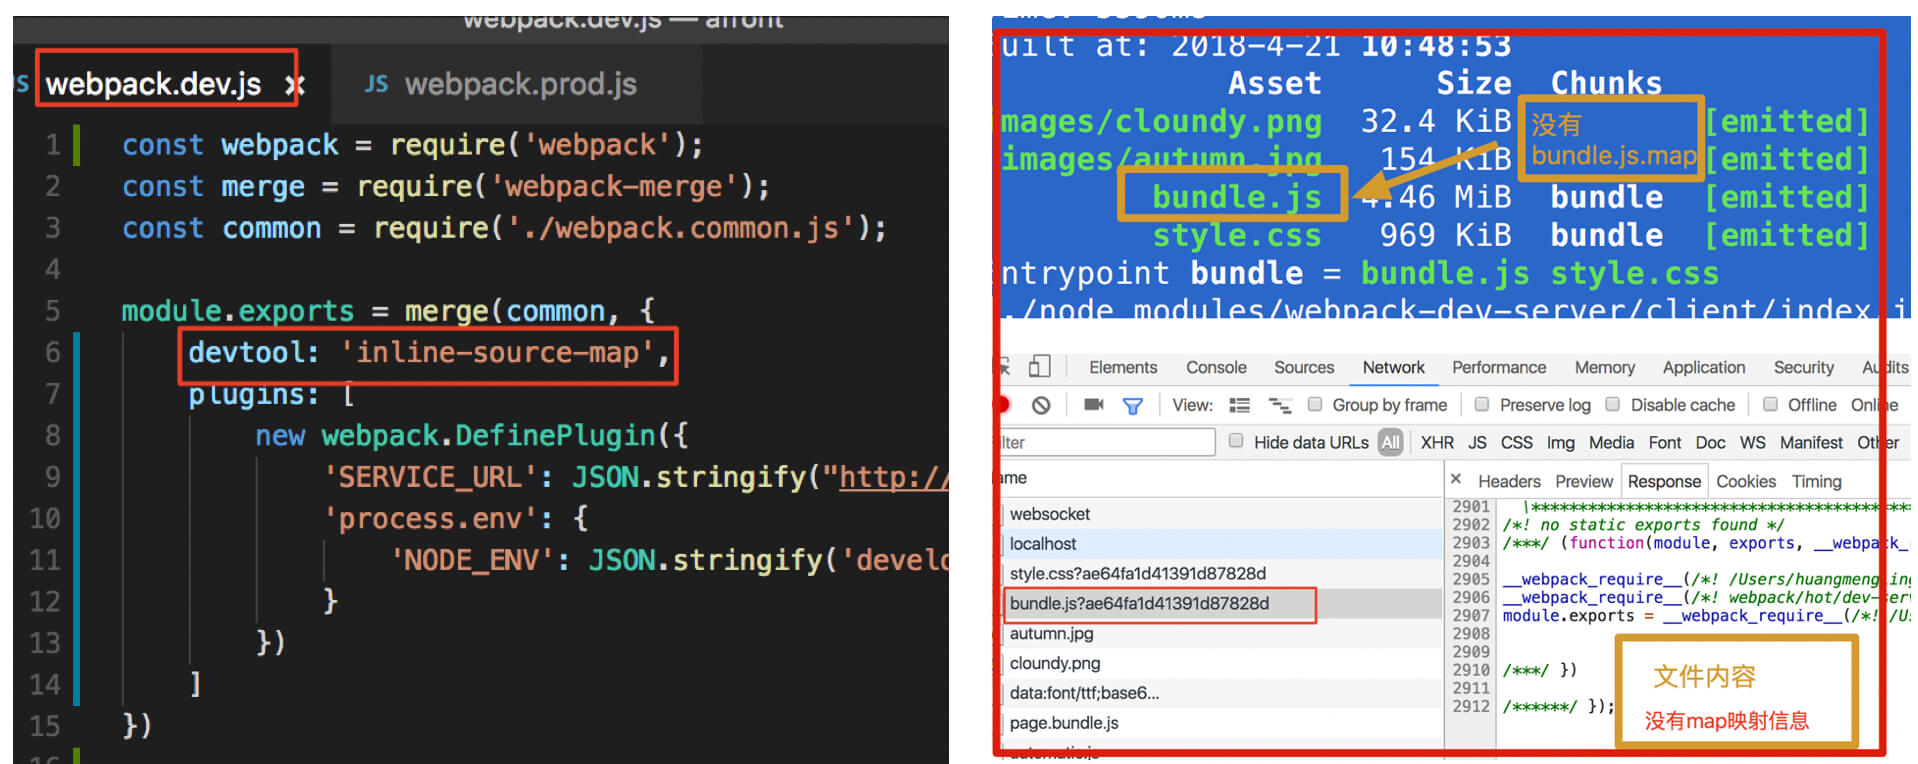 webpack.dev.js — afront
JS webpack.dev.js ×
JS webpack.prod.js
1 const webpack = require('webpack');
2 const merge = require('webpack-merge');
3 const common = require('./webpack.common.js');
4
5 module.exports = merge(common, {
6 devtool: 'inline-source-map',
7 plugins: [
8 new webpack.DefinePlugin({
9 'SERVICE_URL': JSON.stringify("http://
10 'process.env': {
11 'NODE_ENV': JSON.stringify('develo
12 }
13 })
14 ]
15 })
16
uilt at: 2018-4-21 10:48:53
Asset Size Chunks
mages/cloundy.png 32.4 KiB [emitted]
images/autumn.jpg 154 KiB [emitted]
bundle.js 4.46 MiB bundle [emitted]
style.css 969 KiB bundle [emitted]
没有
bundle.js.map
ntrypoint bundle = bundle.js style.css
./node_modules/webpack-dev-server/client/index.j
Elements Console Sources Network Performance Memory Application Security Audits
View: Group by frame Preserve log Disable cache Offline Online
ilter Hide data URLs All XHR JS CSS Img Media Font Doc WS Manifest Other
ame
websocket
localhost
style.css?ae64fa1d41391d87828d
bundle.js?ae64fa1d41391d87828d
autumn.jpg
cloundy.png
data:font/ttf;base6...
page.bundle.js
× Headers Preview Response Cookies Timing
2901 \****************************************
2902 /*! no static exports found */
2903 /***/ (function(module, exports, __webpack_
2904
2905 __webpack_require__(/*! /Users/huangmengling
2906 __webpack_require__(/*! webpack/hot/dev-serv
2907 module.exports = __webpack_require__(/*! /Us
2908
2909
2910 /***/ })
2911
2912 /******/ });
文件内容
没有map映射信息